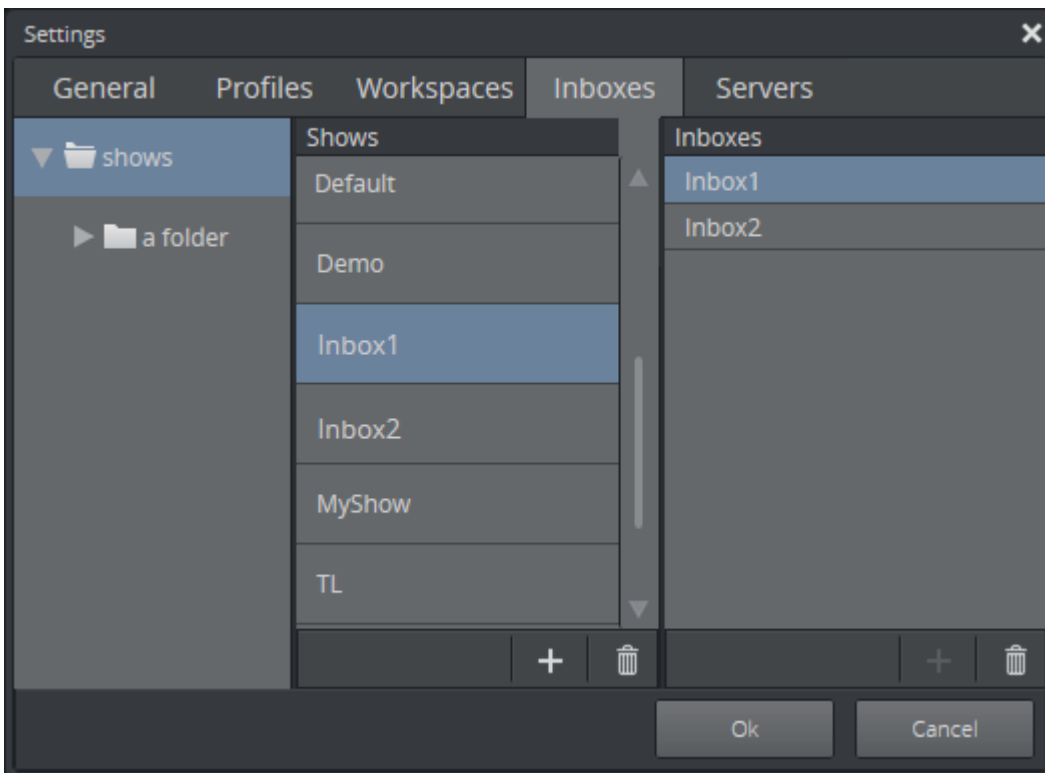 Settings
General Profiles Workspaces Inboxes Servers
shows
a folder
Shows
Default
Demo
Inbox1
Inbox2
MyShow
TL
Inboxes
Inbox1
Inbox2
Ok Cancel